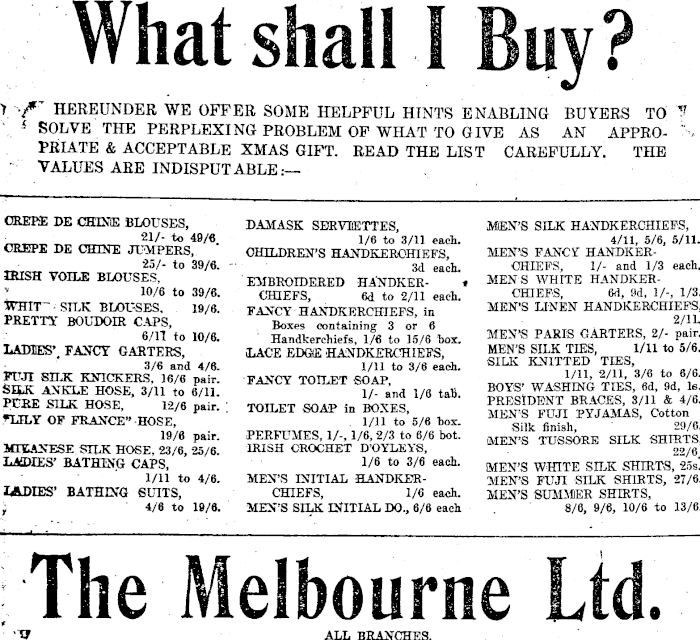 What shall I Buy?
HEREUNDER WE OFFER SOME HELPFUL HINTS ENABLING BUYERS TO
SOLVE THE PERPLEXING PROBLEM OF WHAT TO GIVE AS AN APPRO-
PRIATE & ACCEPTABLE XMAS GIFT. READ THE LIST CAREFULLY. THE
VALUES ARE INDISPUTABLE:—
CREPE DE CHINE BLOUSES,
21/- to 49/6.
CREPE DE CHINE JUMPERS,
25/- to 39/6.
IRISH VOILE BLOUSES,
10/6 to 39/6.
WHIT SILK BLOUSES. 19/6.
PRETTY BOUDOIR CAPS,
6/11 to 10/6.
LADIES' FANCY GARTERS,
3/6 and 4/6.
FUJI SILK KNICKERS, 16/6 pair.
SILK ANKLE HOSE, 3/11 to 6/11.
PURE SILK HOSE, 12/6 pair.
"LILY OF FRANCE" HOSE,
19/6 pair.
MILANESE SILK HOSE, 23/6, 25/6.
LADIES' BATHING CAPS,
1/11 to 4/6.
LADIES' BATHING SUITS,
4/6 to 19/6.
DAMASK SERVIETTES,
1/6 to 3/11 each.
CHILDREN'S HANDKERCHIEFS,
3d each.
EMBROIDERED HANDKER-
CHIEFS, 6d to 2/11 each.
FANCY HANDKERCHIEFS, in
Boxes containing 3 or 6
Handkerchiefs, 1/6 to 15/6 box.
LACE EDGE HANDKERCHIEFS,
1/11 to 3/6 each.
FANCY TOILET SOAP,
1/- and 1/6 tab.
TOILET SOAP in BOXES,
1/11 to 5/6 box.
PERFUMES, 1/-, 1/6, 2/3 to 6/6 bot.
IRISH CROCHET D'OYLEYS,
1/6 to 3/6 each.
MEN'S INITIAL HANDKER-
CHIEFS, 1/6 each.
MEN'S SILK INITIAL DO., 6/6 each
MEN'S SILK HANDKERCHIEFS,
4/11, 5/6, 5/11.
MEN'S FANCY HANDKER-
CHIEFS, 1/- and 1/3 each.
MEN S WHITE HANDKER-
CHIEFS, 6d, 9d, 1/-, 1/3.
MEN'S LINEN HANDKERCHIEFS,
2/11.
MEN'S PARIS GARTERS, 2/- pair.
MEN'S SILK TIES, 1/11 to 5/6.
SILK KNITTED TIES,
1/11, 2/11, 3/6 to 6/6.
BOYS' WASHING TIES, 6d, 9d, 1s.
PRESIDENT BRACES, 3/11 & 4/6.
MEN'S FUJI PYJAMAS, Cotton
Silk finish, 29/6.
MEN'S TUSSORE SILK SHIRTS
22/6
MEN'S WHITE SILK SHIRTS, 25s.
MEN'S FUJI SILK SHIRTS, 27/6.
MEN'S SUMMER SHIRTS,
8/6, 9/6, 10/6 to 13/6.
The Melbourne Ltd.
ALL BRANCHES.